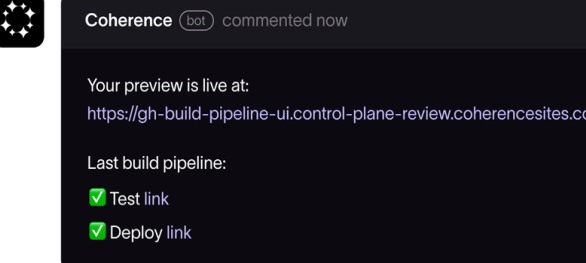 Coherence bot commented now
Your preview is live at:
https://gh-build-pipeline-ui.control-plane-review.coherencesites.co
Last build pipeline:
✅ Test link
✅ Deploy link